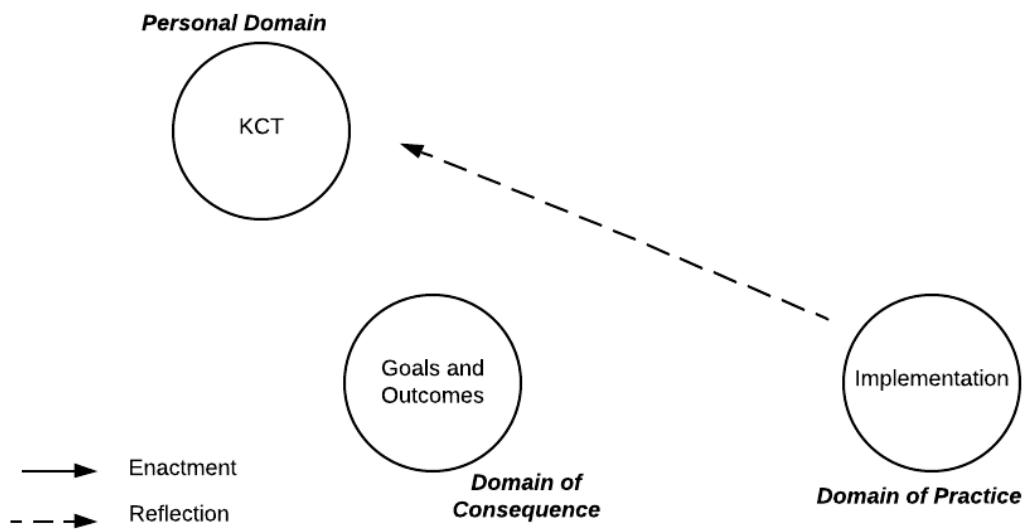 Personal Domain
KCT
Goals and
Outcomes
Implementation
Enactment
Domain of
Consequence
Domain of Practice
Reflection